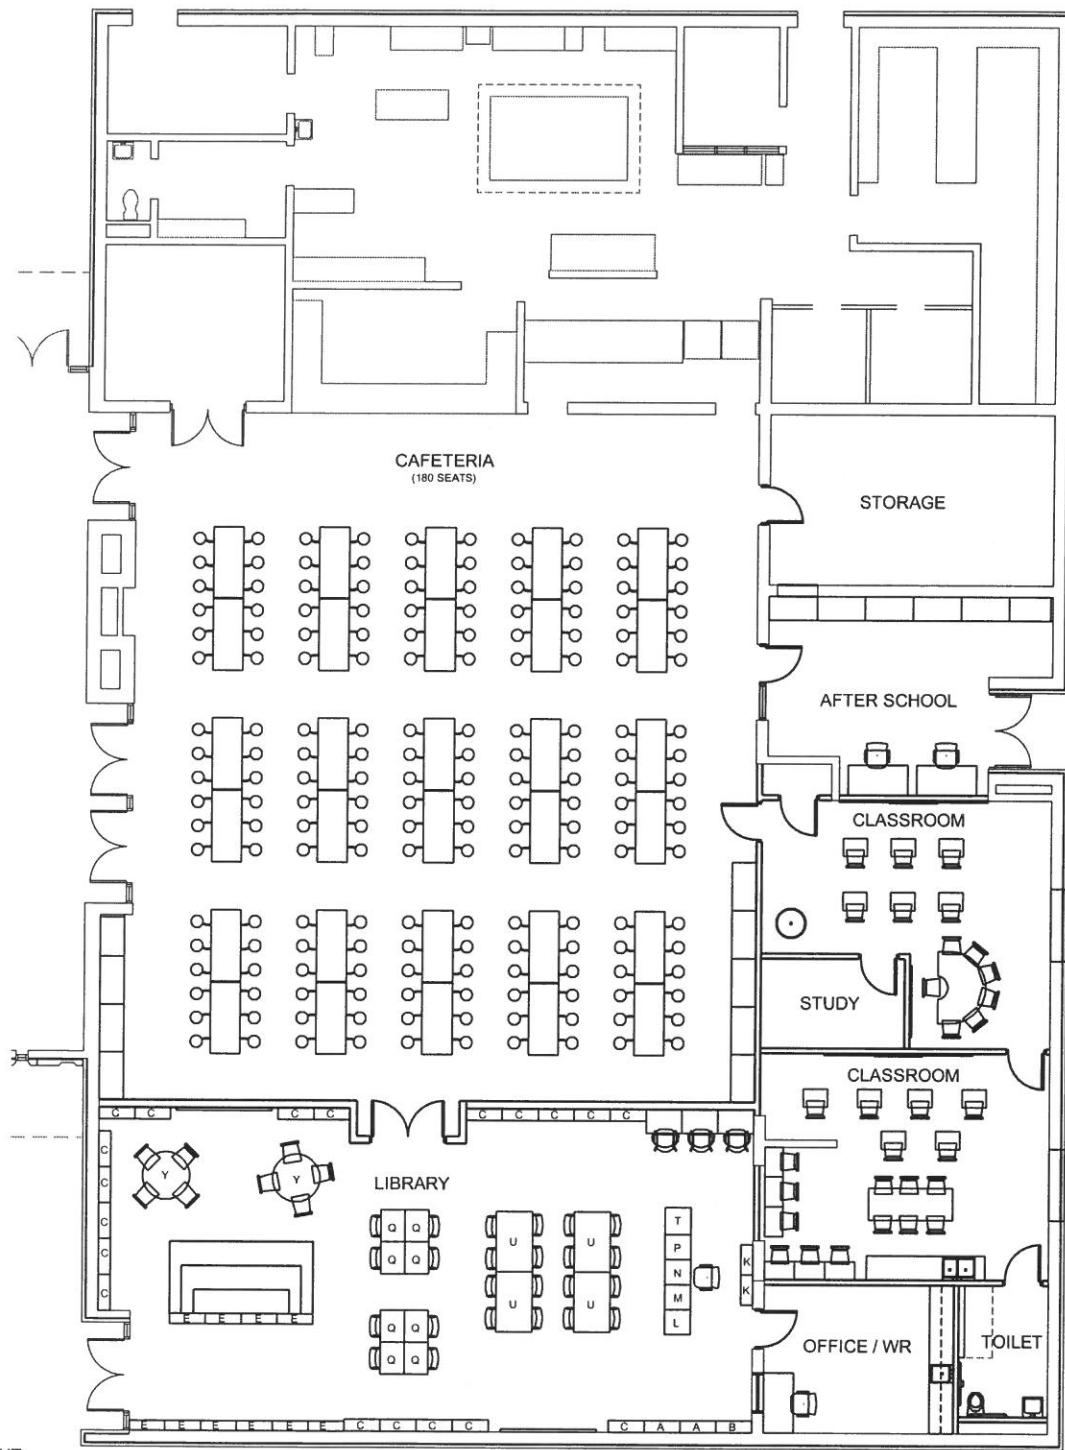 CAFETERIA
(180 SEATS)
STORAGE
AFTER SCHOOL
CLASSROOM
STUDY
CLASSROOM
C C C C C C C C C
C
C
C
C
C
Y Y
LIBRARY
Q Q
Q Q
U U
U U
Q Q
Q Q
T
P
N
M
L
K
K
E E E E
OFFICE / WR
TOILET
E E E E E E C C C C C A A B